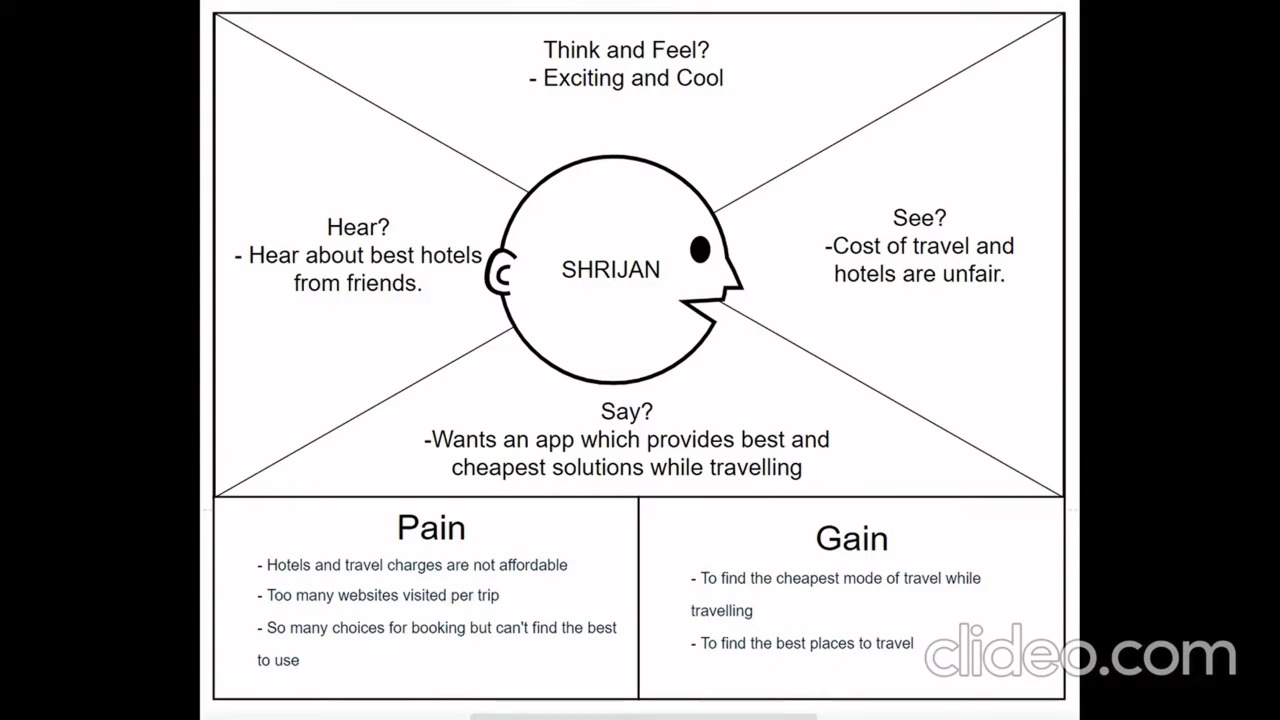 Think and Feel?
- Exciting and Cool
Hear?
- Hear about best hotels
from friends.
SHRIJAN
See?
-Cost of travel and
hotels are unfair.
Say?
-Wants an app which provides best and
cheapest solutions while travelling
Pain
- Hotels and travel charges are not affordable
- Too many websites visited per trip
- So many choices for booking but can't find the best
to use
Gain
- To find the cheapest mode of travel while
travelling
- To find the best places to travel
clideo.com